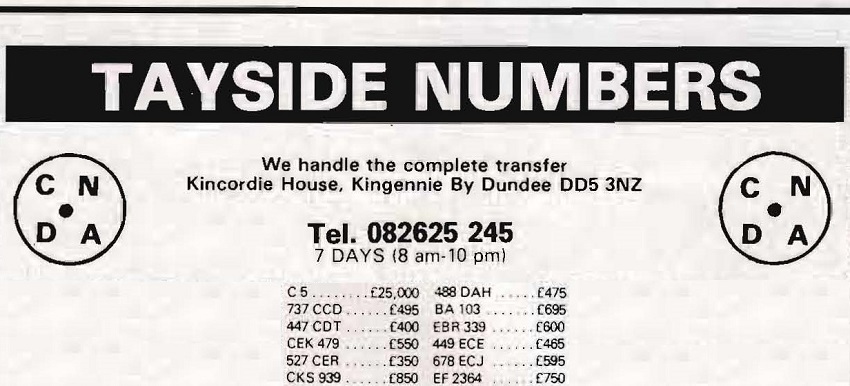 TAYSIDE NUMBERS
C N
D A
We handle the complete transfer
Kincordie House, Kingennie By Dundee DD5 3NZ
Tel. 082625 245
7 DAYS (8 am-10 pm)
C N
D A
C 5 ........£25,000 488 DAH ......£475
737 CCD ......£495 BA 103 .......£695
447 CDT ......£400 EBR 339 ......£600
CEK 479 ......£550 449 ECE ......£465
527 CER ......£350 678 ECJ ......£595
CKS 939 ......£850 EF 2364 ......£750